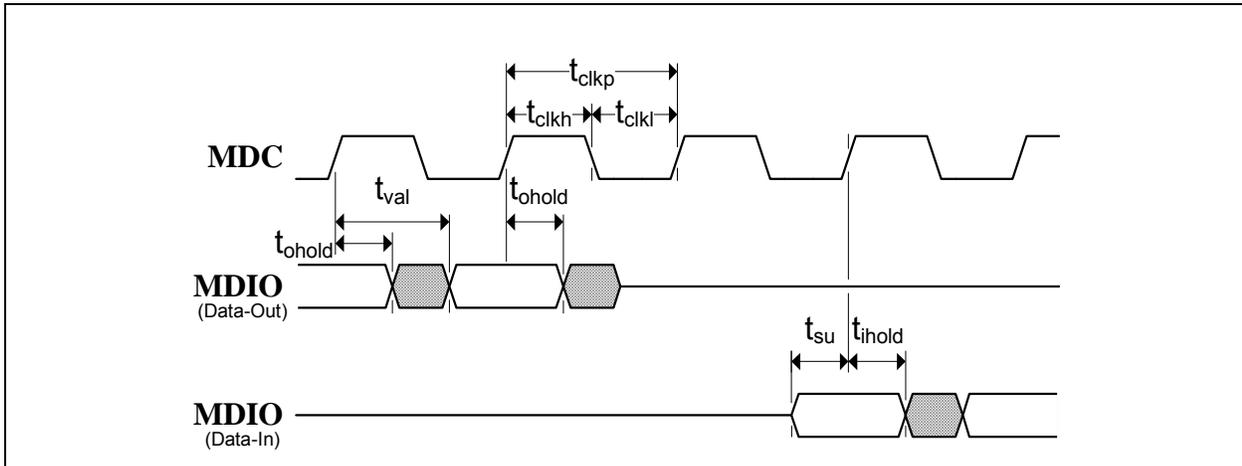 tclkp
tclkh tclkl
MDC
tval tohold
tohold
MDIO
(Data-Out)
tsu tihold
MDIO
(Data-In)